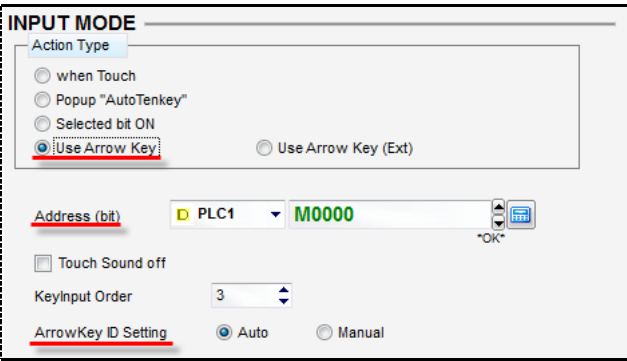 INPUT MODE
Action Type
when Touch
Popup "AutoTenkey"
Selected bit ON
Use Arrow Key Use Arrow Key (Ext)
Address (bit) D PLC1 M0000
*OK*
Touch Sound off
KeyInput Order 3
ArrowKey ID Setting Auto Manual